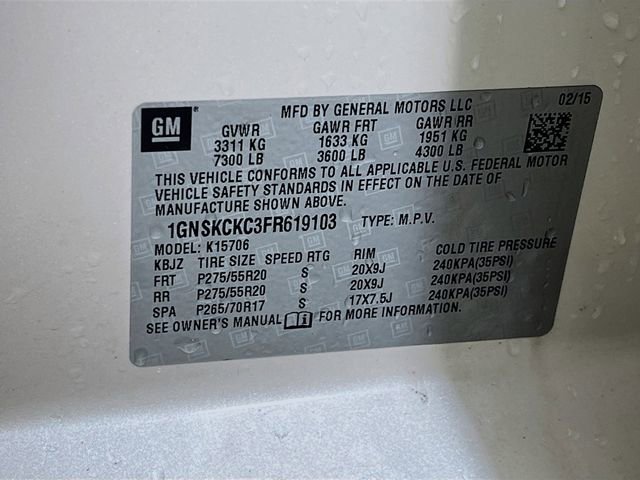 GM
MFD BY GENERAL MOTORS LLC 02/15
GVWR GAWR FRT GAWR RR
3311 KG 1633 KG 1951 KG
7300 LB 3600 LB 4300 LB
THIS VEHICLE CONFORMS TO ALL APPLICABLE U.S. FEDERAL MOTOR
VEHICLE SAFETY STANDARDS IN EFFECT ON THE DATE OF
MANUFACTURE SHOWN ABOVE.
1GNSKCKC3FR619103 TYPE: M.P.V.
MODEL: K15706
KBJZ TIRE SIZE SPEED RTG RIM COLD TIRE PRESSURE
FRT P275/55R20 S 20X9J 240KPA(35PSI)
RR P275/55R20 S 20X9J 240KPA(35PSI)
SPA P265/70R17 S 17X7.5J 240KPA(35PSI)
SEE OWNER'S MANUAL FOR MORE INFORMATION.